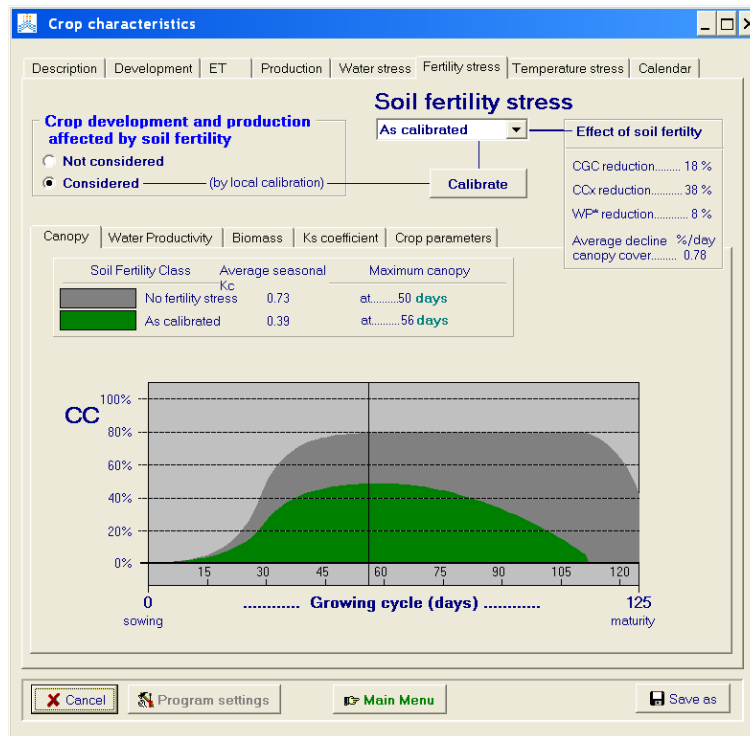 Crop characteristics
Description Development ET Production Water stress Fertility stress Temperature stress Calendar
Soil fertility stress
Crop development and production
affected by soil fertility
Not considered
Considered (by local calibration)
As calibrated
Calibrate
Effect of soil fertilty
CGC reduction....... 18 %
CCx reduction......... 38 %
WP* reduction.......... 8 %
Average decline %/day
canopy cover........ 0.78
Canopy Water Productivity Biomass Ks coefficient Crop parameters
Soil Fertility Class Average seasonal Kc Maximum canopy
No fertility stress 0.73 at.........50 days
As calibrated 0.39 at.........56 days
CC
100%
80%
60%
40%
20%
0%
15 30 45 60 75 90 105 120
0 ............ Growing cycle (days) ............ 125
sowing maturity
Cancel Program settings Main Menu Save as